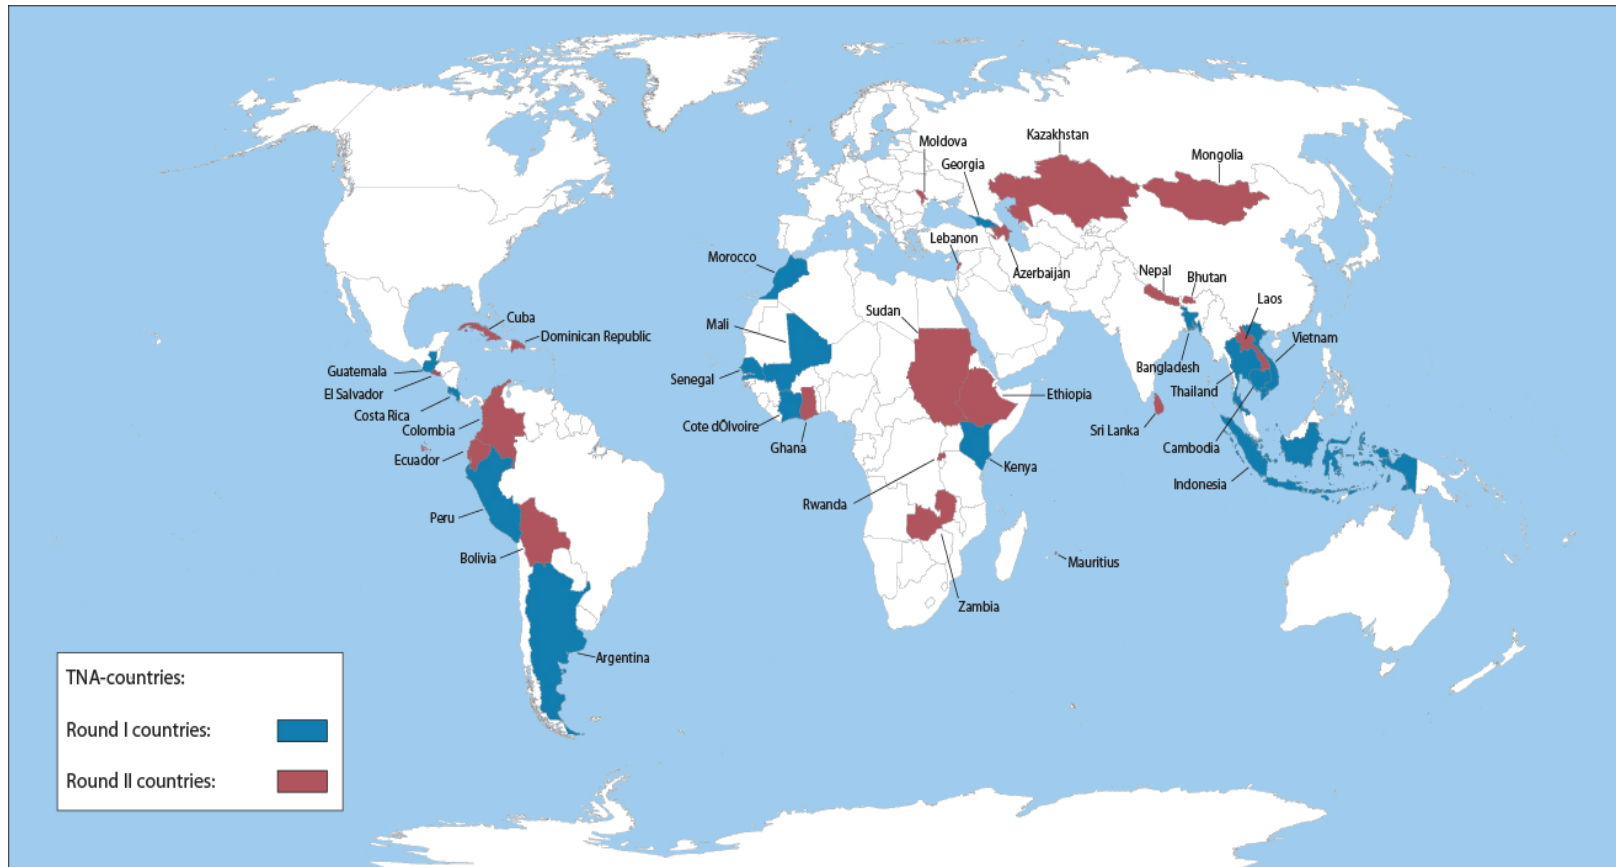 Kazakhstan
Moldova
Mongolia
Georgia
Lebanon
Morocco
Azerbaijan
Nepal
Bhutan
Laos
Sudan
Cuba
Mali
Dominican Republic
Vietnam
Bangladesh
Guatemala
Senegal
Thailand
El Salvador
Ethiopia
Costa Rica
Cote dÕlvoire
Colombia
Sri Lanka
Ghana
Cambodia
Ecuador
Kenya
Indonesia
Rwanda
Peru
Bolivia
Mauritius
Zambia
Argentina
TNA-countries:
Round I countries:
Round II countries: